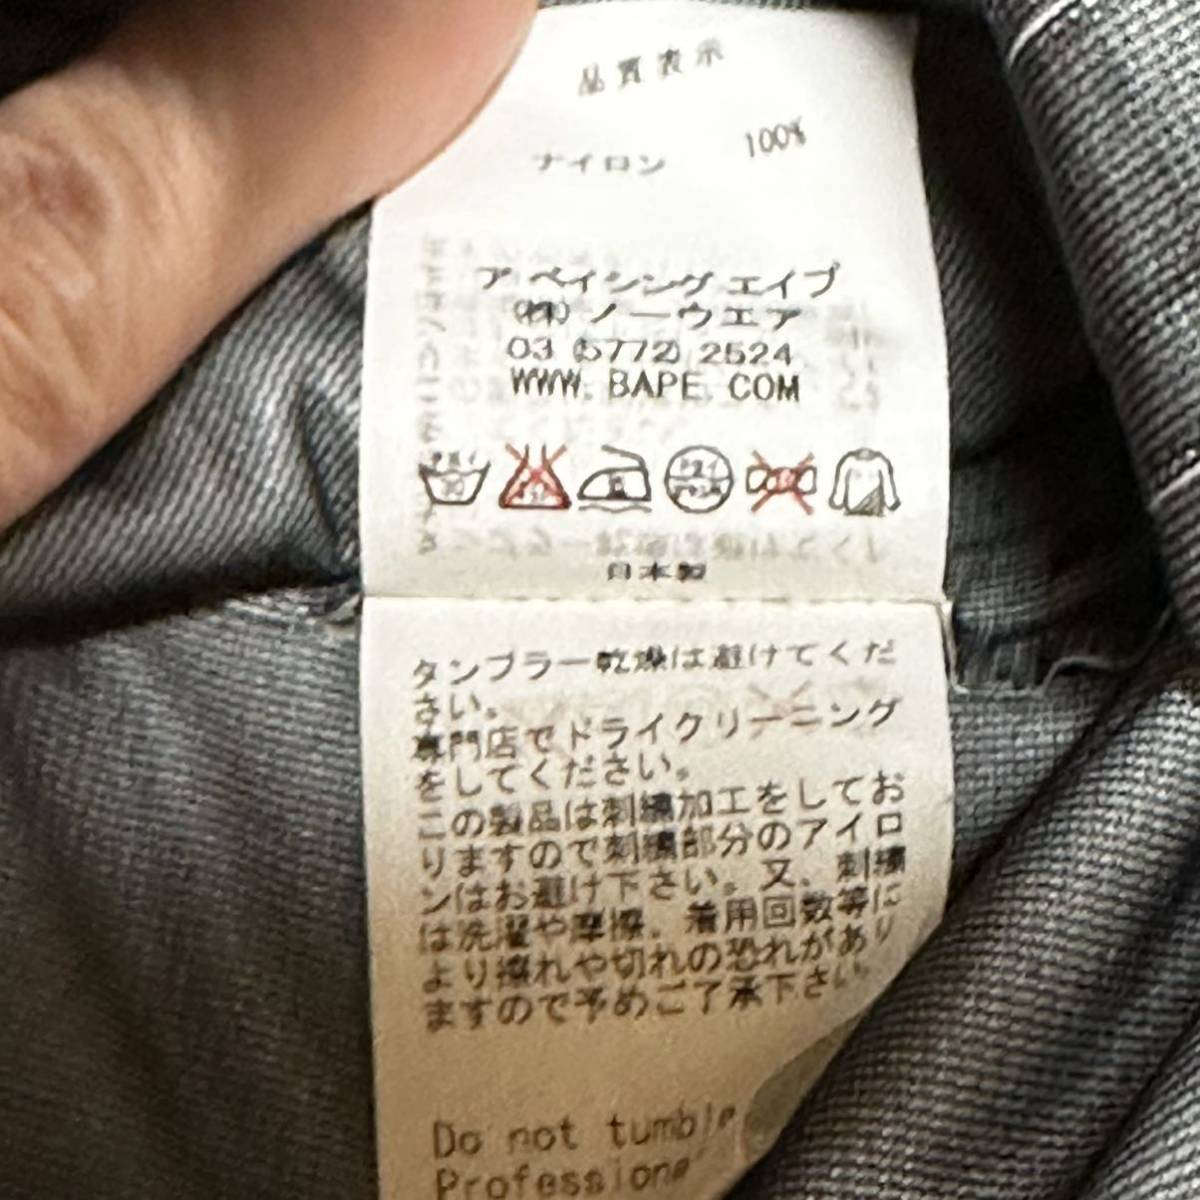 品質表示
ナイロン 100%
ア ベイシング エイプ
(株) ノーウエア
03 (5772) 2524
WWW. BAPE. COM
日本製
タンブラー乾燥は避けてくだ
さい。
専門店でドライクリーニング
をしてください。
この製品は刺繍加工をしてお
りますので刺繍部分のアイロ
ンはお避け下さい。又、刺繍
は洗濯や摩擦、着用回数等に
より擦れや切れの恐れがあり
ますので予めご了承下さい
Do not tumble